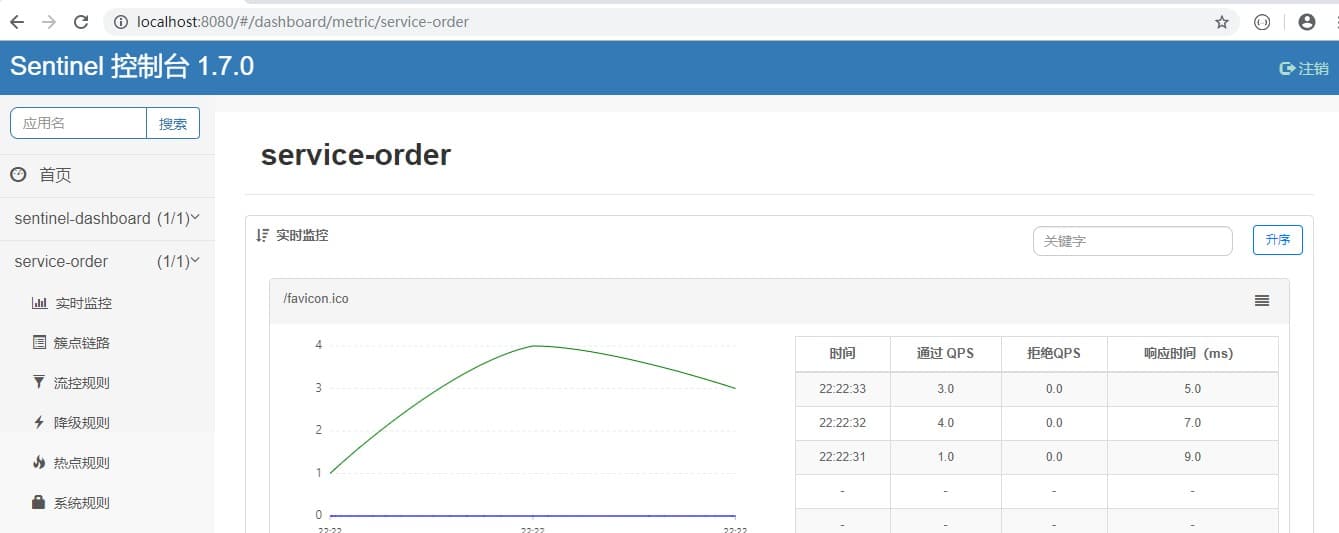 localhost:8080/#/dashboard/metric/service-order
Sentinel 控制台 1.7.0
注销
应用名
搜索
首页
sentinel-dashboard (1/1)
service-order (1/1)
实时监控
簇点链路
流控规则
降级规则
热点规则
系统规则
service-order
实时监控
关键字
升序
/favicon.ico
4
3
2
1
0
22:22 22:22 22:22
时间 通过 QPS 拒绝QPS 响应时间 (ms)
22:22:33 3.0 0.0 5.0
22:22:32 4.0 0.0 7.0
22:22:31 1.0 0.0 9.0
- - - -
- - - -